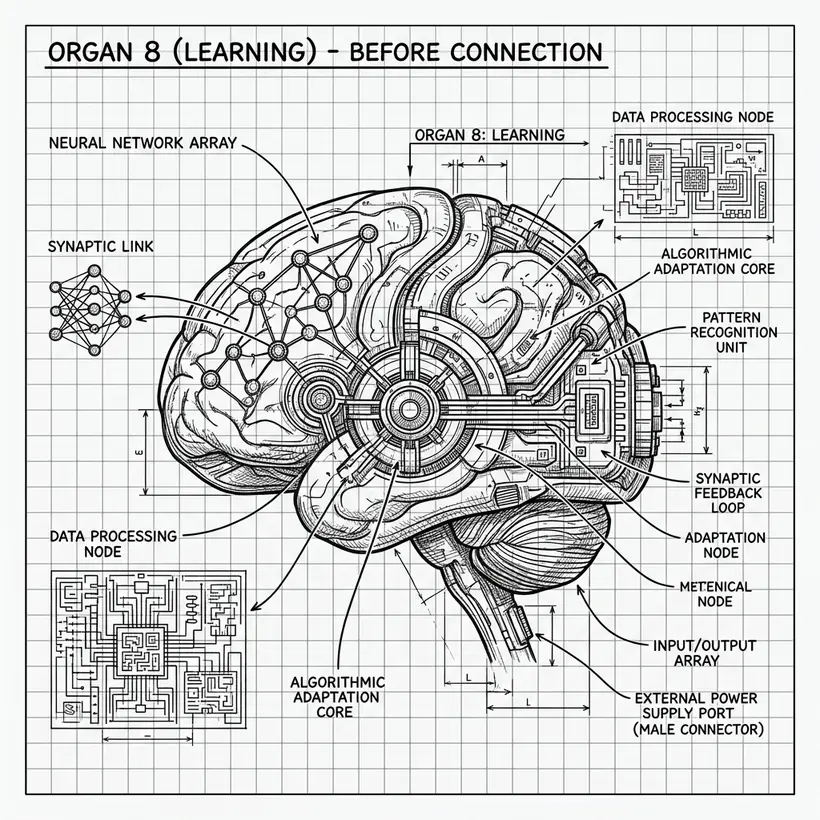 ORGAN 8 (LEARNING) - BEFORE CONNECTION
DATA PROCESSING NODE
ORGAN 8: LEARNING
NEURAL NETWORK ARRAY
A
L
SYNAPTIC LINK
ALGORITHMIC
ADAPTATION CORE
PATTERN
RECOGNITION
UNIT
SYNAPTIC
FEEDBACK
LOOP
DATA PROCESSING
NODE
ADAPTATION
NODE
METENICAL
NODE
INPUT/OUTPUT
ARRAY
ALGORITHMIC
ADAPTATION
CORE
L
L
EXTERNAL POWER
SUPPLY PORT
(MALE CONNECTOR)